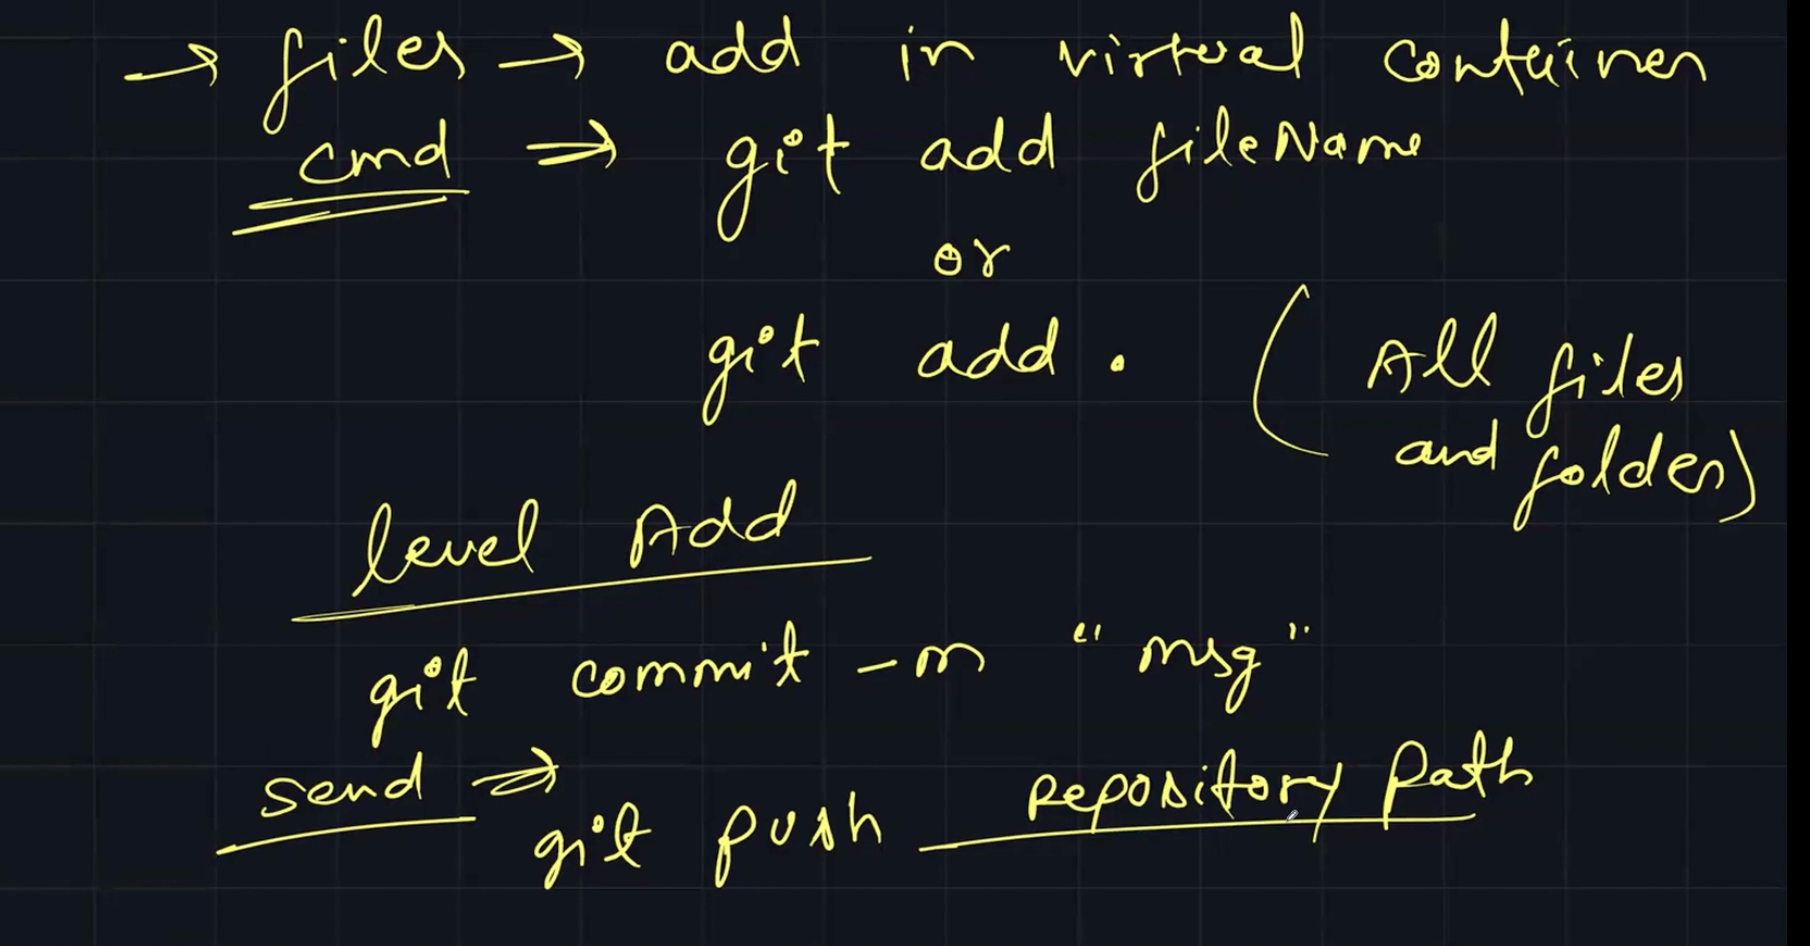 → files → add in virtual container
cmd ⇒ git add fileName
or
git add . (All files
and folders)
level Add
git commit -m "msg"
send ⇒
git push repository path